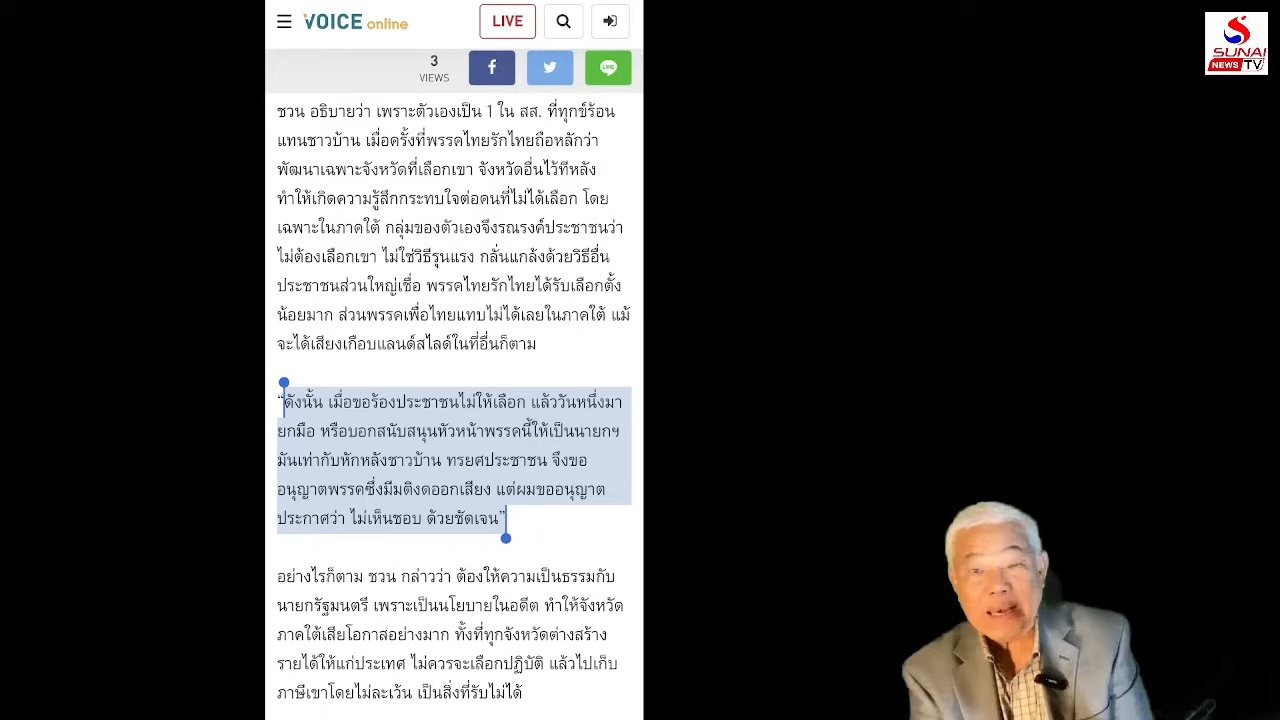 VOICE online
LIVE
3
VIEWS
f
LINE
SUNAI
NEWS TV
ชวน อธิบายว่า เพราะตัวเองเป็น 1 ใน สส. ที่ทุกข์ร้อน
แทนชาวบ้าน เมื่อครั้งที่พรรคไทยรักไทยถือหลักว่า
พัฒนาเฉพาะจังหวัดที่เลือกเขา จังหวัดอื่นไว้ทีหลัง
ทำให้เกิดความรู้สึกกระทบใจต่อคนที่ไม่ได้เลือก โดย
เฉพาะในภาคใต้ กลุ่มของตัวเองจึงรณรงค์ประชาชนว่า
ไม่ต้องเลือกเขา ไม่ใช่วิธีรุนแรง กลั่นแกล้งด้วยวิธีอื่น
ประชาชนส่วนใหญ่เชื่อ พรรคไทยรักไทยได้รับเลือกตั้ง
น้อยมาก ส่วนพรรคเพื่อไทยแทบไม่ได้เลยในภาคใต้ แม้
จะได้เสียงเกือบแลนด์สไลด์ในที่อื่นก็ตาม
“ดังนั้น เมื่อขอร้องประชาชนไม่ให้เลือก แล้ววันหนึ่งมา
ยกมือ หรือบอกสนับสนุนหัวหน้าพรรคนี้ให้เป็นนายกฯ
มันเท่ากับหักหลังชาวบ้าน ทรยศประชาชน จึงขอ
อนุญาตพรรคซึ่งมีมติงดออกเสียง แต่ผมขออนุญาต
ประกาศว่า ไม่เห็นชอบ ด้วยชัดเจน”
อย่างไรก็ตาม ชวน กล่าวว่า ต้องให้ความเป็นธรรมกับ
นายกรัฐมนตรี เพราะเป็นนโยบายในอดีต ทำให้จังหวัด
ภาคใต้เสียโอกาสอย่างมาก ทั้งที่ทุกจังหวัดต่างสร้าง
รายได้ให้แก่ประเทศ ไม่ควรจะเลือกปฏิบัติ แล้วไปเก็บ
ภาษีเขาโดยไม่ละเว้น เป็นสิ่งที่รับไม่ได้